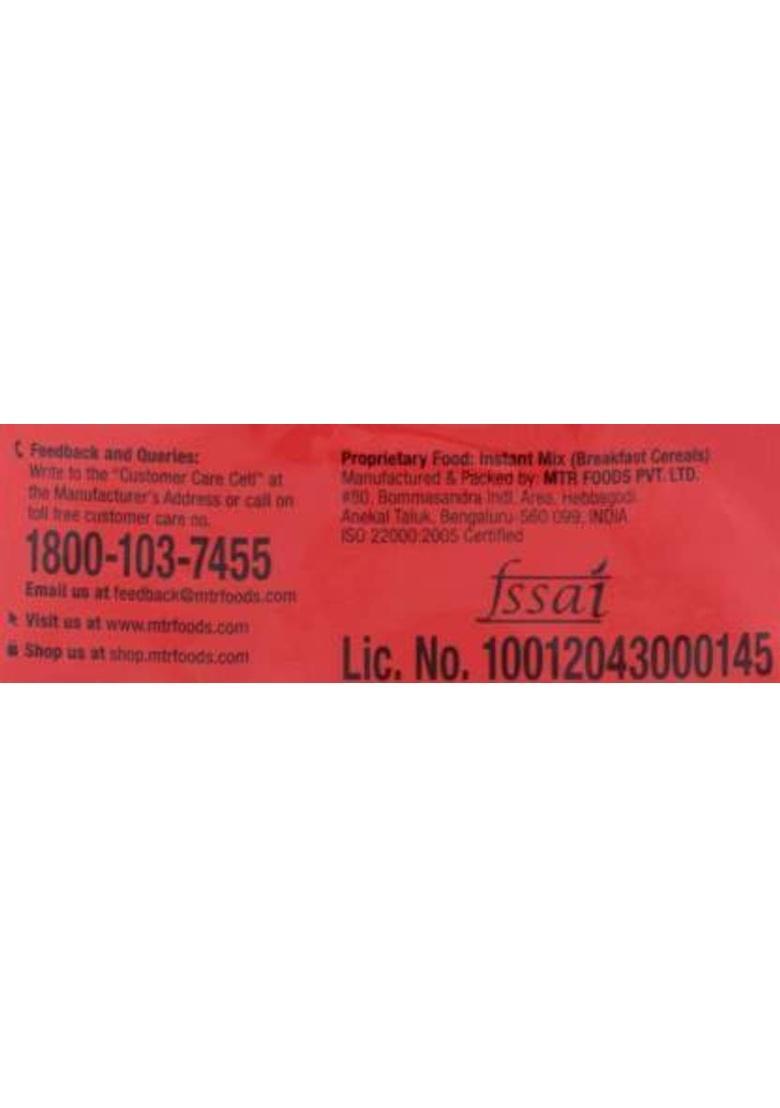 Feedback and Queries:
Write to the "Customer Care Cell" at
the Manufacturer's Address or call on
toll free customer care no.
1800-103-7455
Email us at feedback@mtrfoods.com
Visit us at www.mtrfoods.com
Shop us at shop.mtrfoods.com
Proprietary Food: Instant Mix (Breakfast Cereals)
Manufactured & Packed by: MTR FOODS PVT. LTD.
#80, Bommasandra Indl. Area, Hebbagodi
Anekal Taluk, Bengaluru-560 099, INDIA
ISO 22000:2005 Certified
fssai
Lic. No. 10012043000145